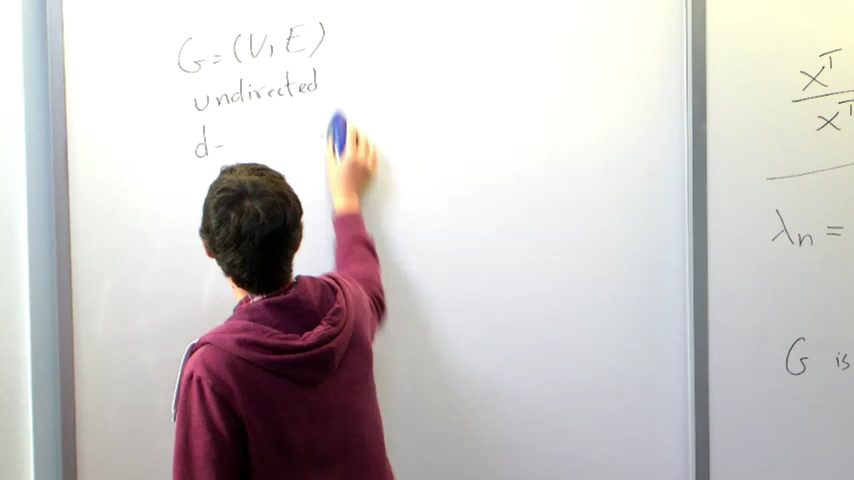 G = (V, E)
undirected
d-
x^T
x^T
λn =
G is